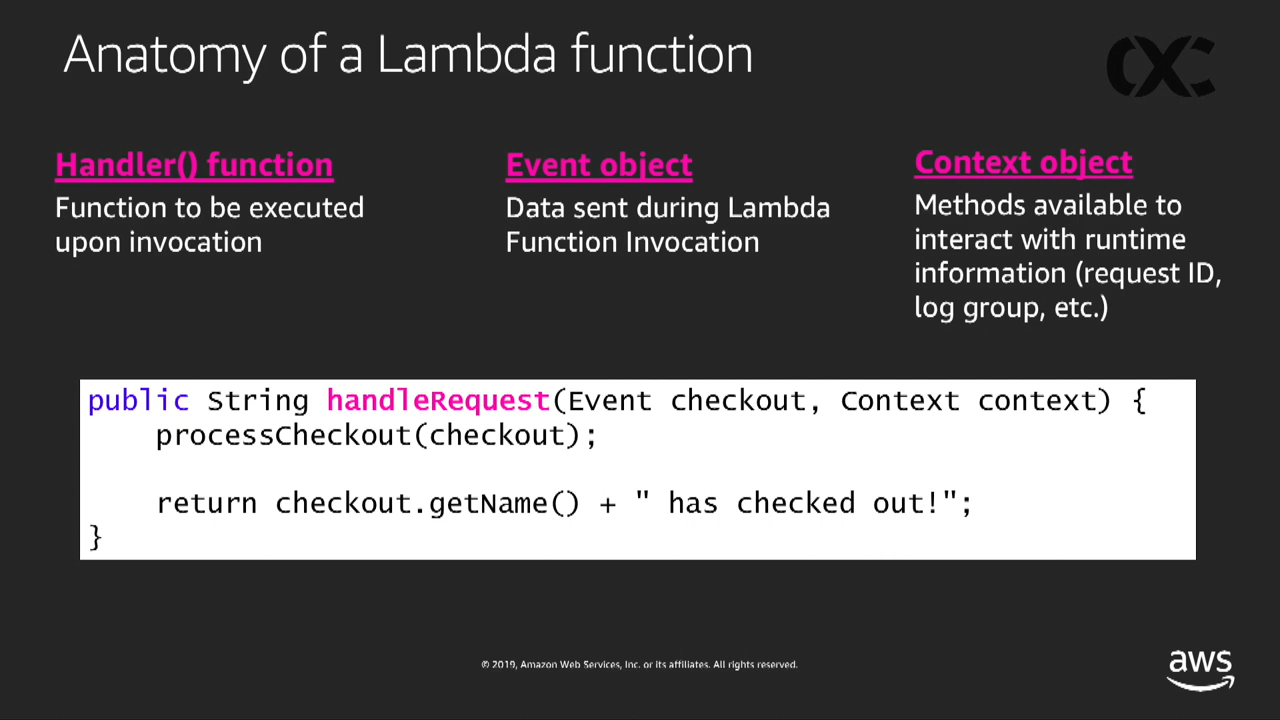 Anatomy of a Lambda function
Handler() function
Function to be executed
upon invocation
Event object
Data sent during Lambda
Function Invocation
Context object
Methods available to
interact with runtime
information (request ID,
log group, etc.)
public String handleRequest(Event checkout, Context context) {
    processCheckout(checkout);
    return checkout.getName() + " has checked out!";
}
© 2019, Amazon Web Services, Inc. or its affiliates. All rights reserved.
aws